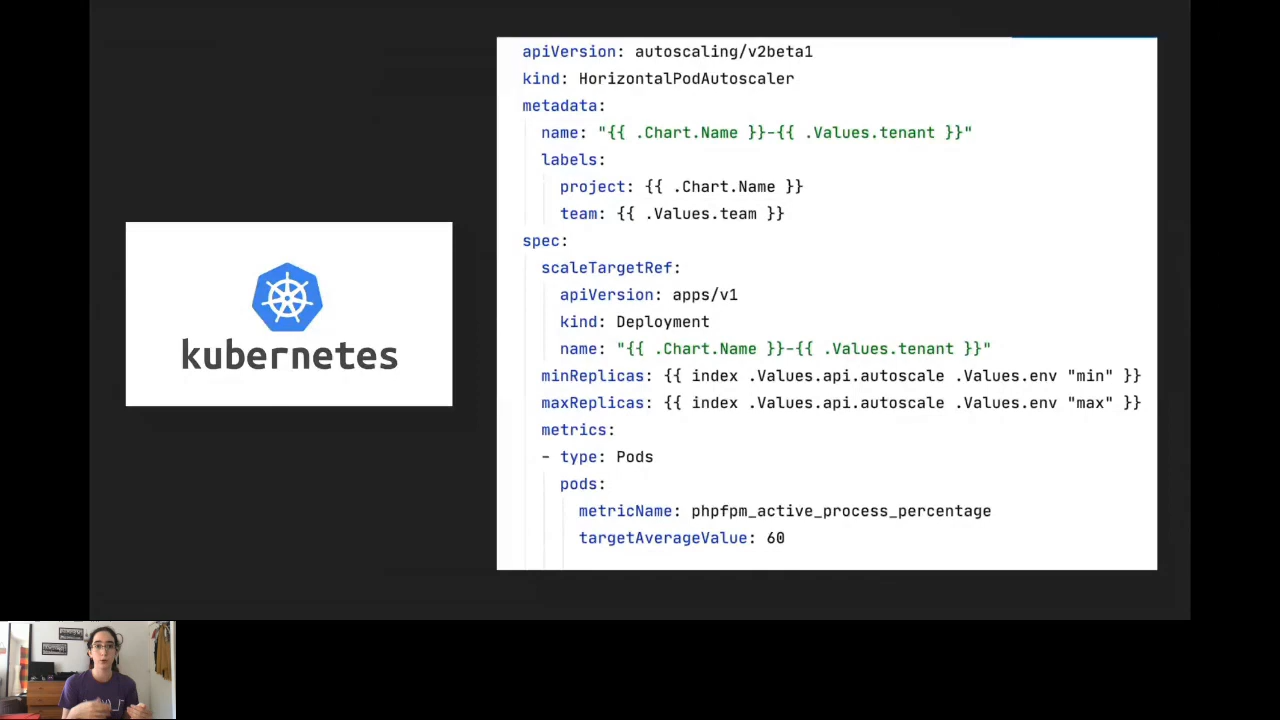 kubernetes
apiVersion: autoscaling/v2beta1
kind: HorizontalPodAutoscaler
metadata:
name: "{{ .Chart.Name }}-{{ .Values.tenant }}"
labels:
project: {{ .Chart.Name }}
team: {{ .Values.team }}
spec:
scaleTargetRef:
apiVersion: apps/v1
kind: Deployment
name: "{{ .Chart.Name }}-{{ .Values.tenant }}"
minReplicas: {{ index .Values.api.autoscale .Values.env "min" }}
maxReplicas: {{ index .Values.api.autoscale .Values.env "max" }}
metrics:
- type: Pods
pods:
metricName: phpfpm_active_process_percentage
targetAverageValue: 60